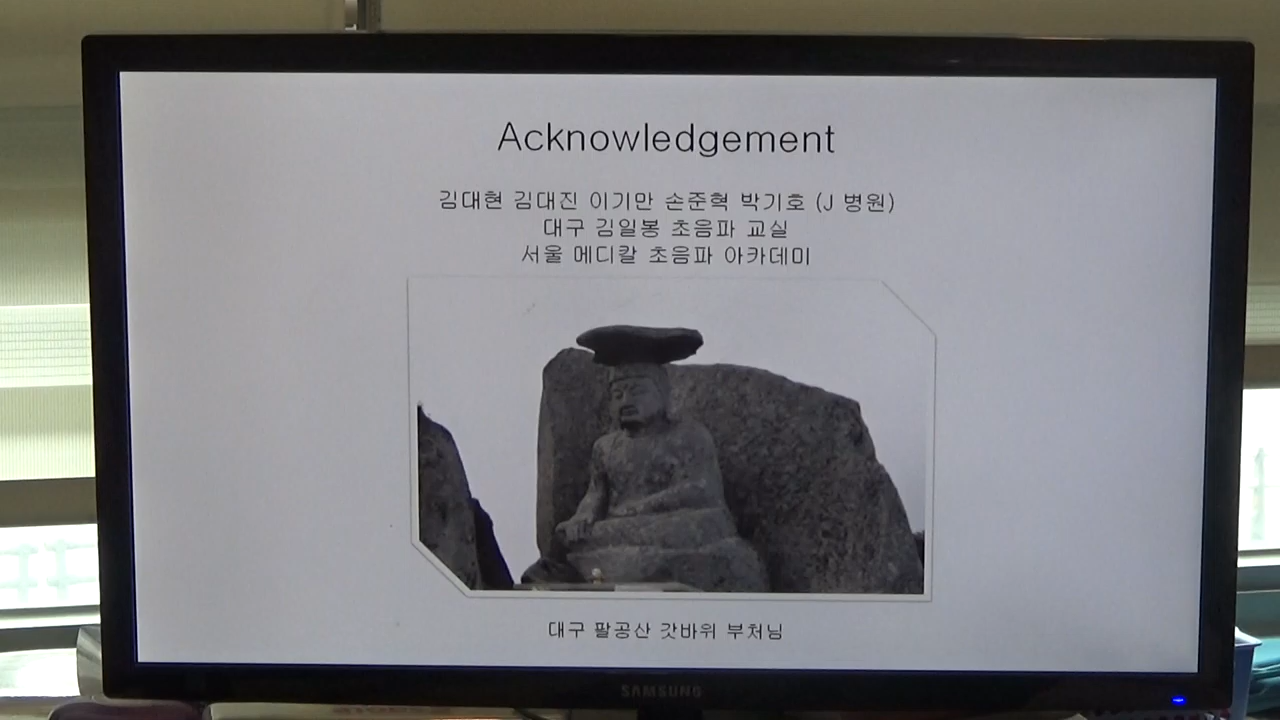 Acknowledgement
김대현 김대진 이기만 손준혁 박기호 (J 병원)
대구 김일봉 초음파 교실
서울 메디칼 초음파 아카데미
대구 팔공산 갓바위 부처님
SAMSUNG